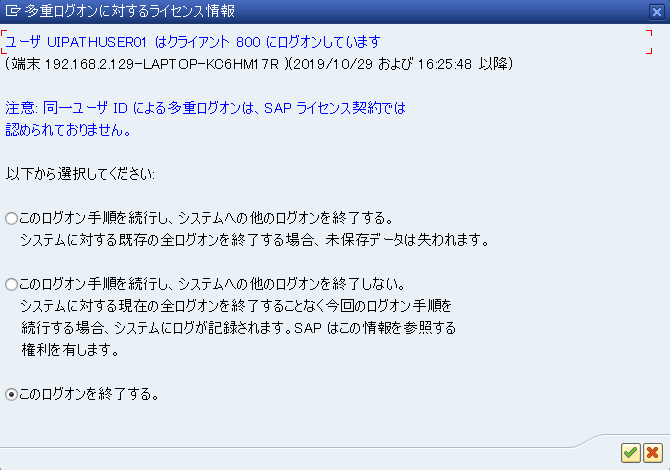 多重ログオンに対するライセンス情報
ユーザ UIPATHUSER01 はクライアント 800 にログオンしています
(端末 192.168.2.129-LAPTOP-KC6HM17R )(2019/10/29 および 16:25:48 以降)
注意: 同一ユーザ ID による多重ログオンは、SAP ライセンス契約では
認められておりません。
以下から選択してください:
このログオン手順を続行し、システムへの他のログオンを終了する。
システムに対する既存の全ログオンを終了する場合、未保存データは失われます。
このログオン手順を続行し、システムへの他のログオンを終了しない。
システムに対する現在の全ログオンを終了することなく今回のログオン手順を
続行する場合、システムにログが記録されます。SAP はこの情報を参照する
権利を有します。
このログオンを終了する。